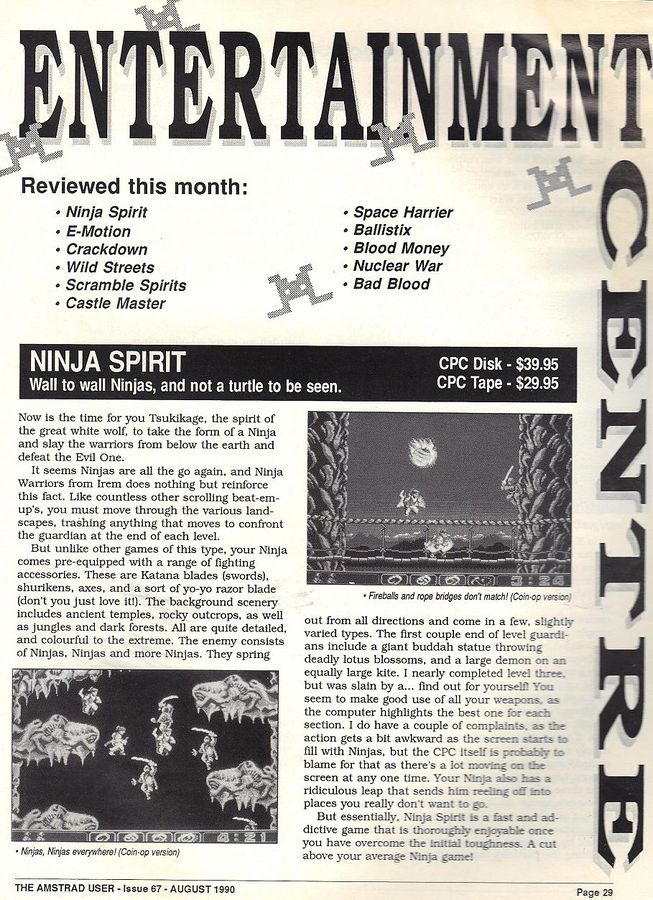 ENTERTAINMENT
CENTRE
Reviewed this month:
• Ninja Spirit
• E-Motion
• Crackdown
• Wild Streets
• Scramble Spirits
• Castle Master
• Space Harrier
• Ballistix
• Blood Money
• Nuclear War
• Bad Blood
NINJA SPIRIT
Wall to wall Ninjas, and not a turtle to be seen.
CPC Disk - $39.95
CPC Tape - $29.95
Now is the time for you Tsukikage, the spirit of
the great white wolf, to take the form of a Ninja
and slay the warriors from below the earth and
defeat the Evil One.
It seems Ninjas are all the go again, and Ninja
Warriors from Irem does nothing but reinforce
this fact. Like countless other scrolling beat-em-
up's, you must move through the various land-
scapes, trashing anything that moves to confront
the guardian at the end of each level.
But unlike other games of this type, your Ninja
comes pre-equipped with a range of fighting
accessories. These are Katana blades (swords),
shurikens, axes, and a sort of yo-yo razor blade
(don't you just love it!). The background scenery
includes ancient temples, rocky outcrops, as well
as jungles and dark forests. All are quite detailed,
and colourful to the extreme. The enemy consists
of Ninjas, Ninjas and more Ninjas. They spring
4:21
• Ninjas, Ninjas everywhere! (Coin-op version)
3:24
• Fireballs and rope bridges don't match! (Coin-op version)
out from all directions and come in a few, slightly
varied types. The first couple end of level guardi-
ans include a giant buddah statue throwing
deadly lotus blossoms, and a large demon on an
equally large kite. I nearly completed level three,
but was slain by a... find out for yourself! You
seem to make good use of all your weapons, as
the computer highlights the best one for each
section. I do have a couple of complaints, as the
action gets a bit awkward as the screen starts to
fill with Ninjas, but the CPC itself is probably to
blame for that as there's a lot moving on the
screen at any one time. Your Ninja also has a
ridiculous leap that sends him reeling off into
places you really don't want to go.
But essentially, Ninja Spirit is a fast and ad-
dictive game that is thoroughly enjoyable once
you have overcome the initial toughness. A cut
above your average Ninja game!
THE AMSTRAD USER - Issue 67 - AUGUST 1990
Page 29